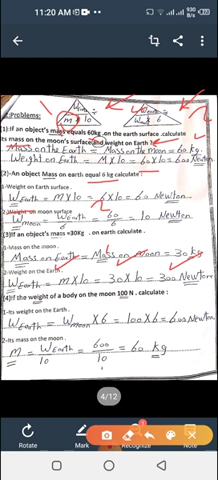 11:20 AM
930 B/s
÷
m × 10
W
6
:Problems:
(1):If an object's mass equals 60kg .on the earth surface .calculate
its mass on the moon's surface and weight on Earth ?
Mass on the Earth = Mass on the moon = 60 kg.
Weight on Earth = M X 10 = 60 X 10 = 600 Newton
(2)-An object Mass on earth equal 6 kg calculate :
1-Weight on Earth surface .
W Earth = M X 10 = 6 X 10 = 60 Newton.
2-Weight on moon surface
W moon = W Earth / 6 = 60 / 6 = 10 Newton
(3)If an object's mass =30Kg . on earth calculate .
1-Mass on the moon .
Mass on Earth = Mass on moon = 30 kg
2-Weight on the Earth
W Earth = m X 10 = 30 X 10 = 300 Newton
(4)If the weight of a body on the moon 100 N . calculate :
1-Its weight on the Earth .
W Earth = W moon X 6 = 100 X 6 = 600 Newton
2-Its mass on the moon .
m = W Earth / 10 = 600 / 10 = 60 kg
4/12
Rotate
Markup
Recognize
Note